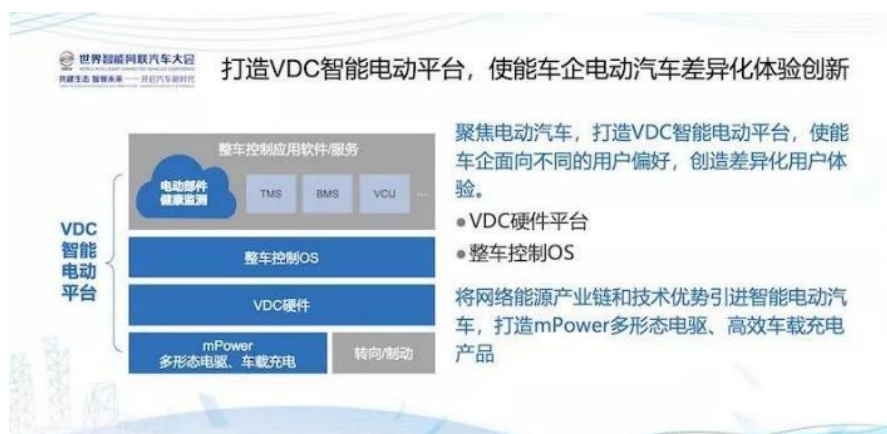 世界智能网联汽车大会
共建生态 智领未来——开启汽车新时代
打造VDC智能电动平台，使能车企电动汽车差异化体验创新
VDC
智能
电动
平台
整车控制应用软件/服务
电动部件
健康监测
TMS
BMS
VCU
...
整车控制OS
VDC硬件
mPower
多形态电驱、车载充电
转向/制动
聚焦电动汽车，打造VDC智能电动平台，使能
车企面向不同的用户偏好，创造差异化用户体
验。
●VDC硬件平台
●整车控制OS
将网络能源产业链和技术优势引进智能电动汽
车，打造mPower多形态电驱、高效车载充电
产品